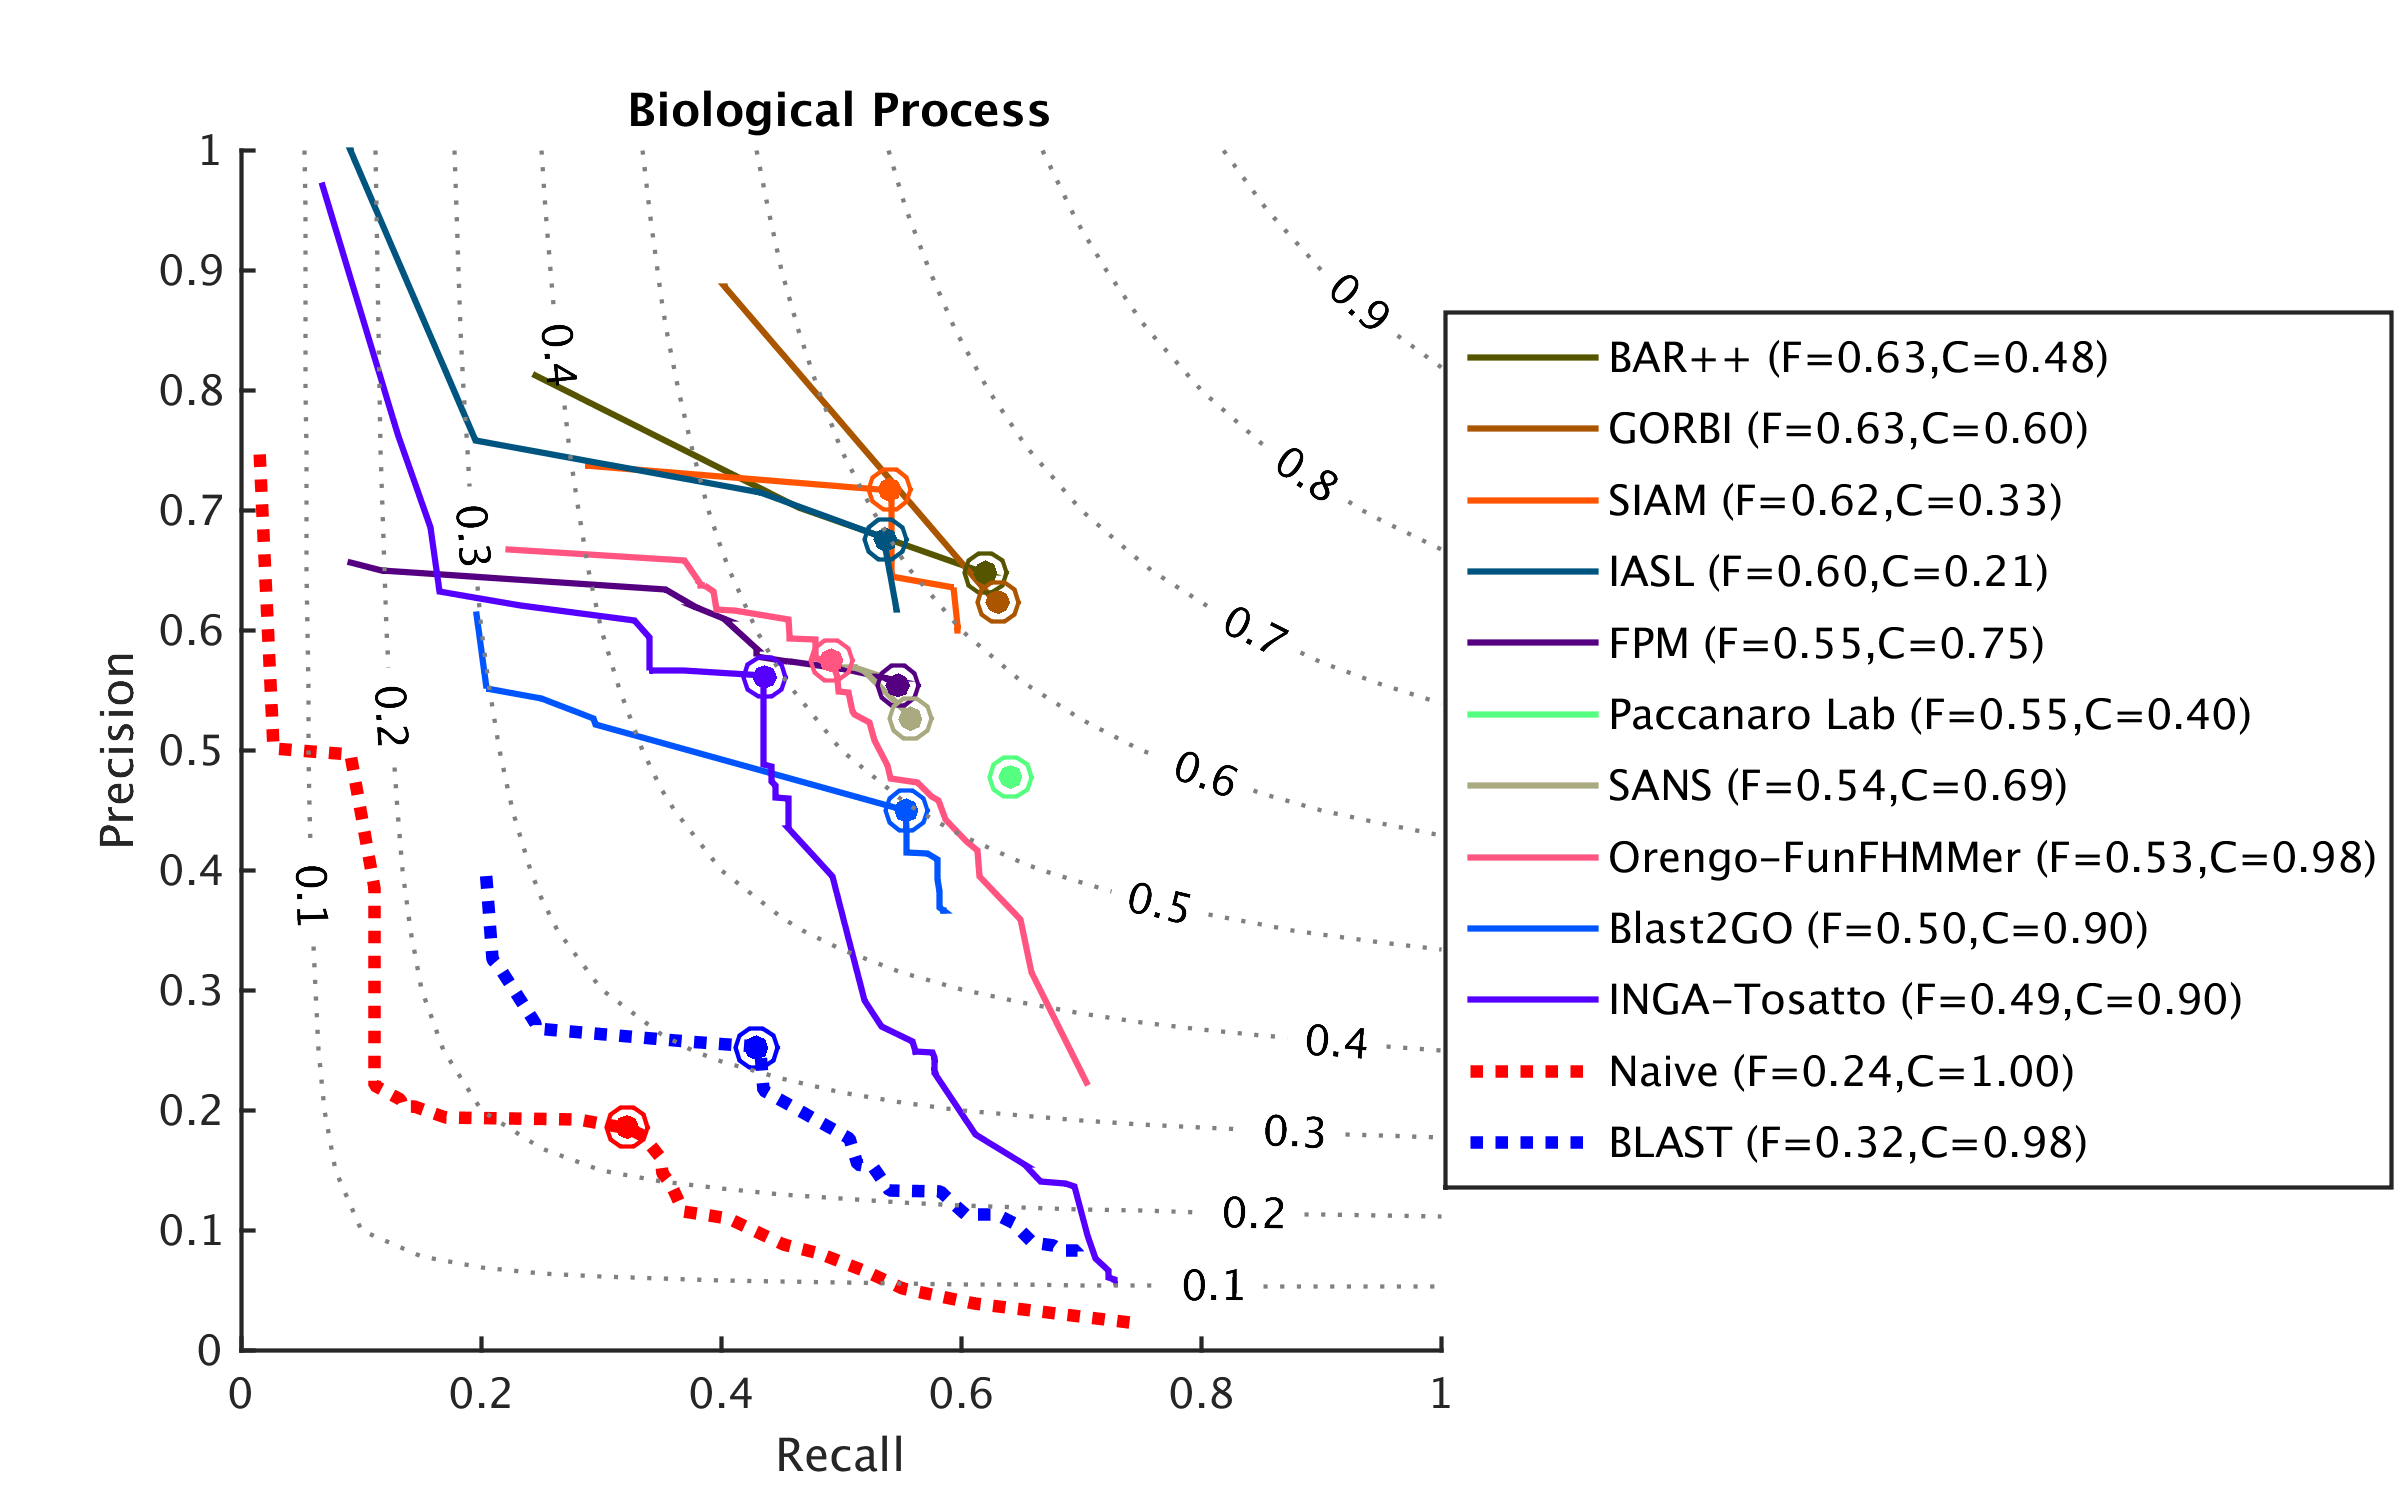 Biological Process
1
0.9
0.8
0.7
0.6
0.5
0.4
0.3
0.2
0.1
0
Precision
0 0.2 0.4 0.6 0.8 1
Recall
0.4
0.3
0.2
0.1
0.9
0.8
0.7
0.6
0.5
0.4
0.3
0.2
0.1
BAR++ (F=0.63,C=0.48)
GORBI (F=0.63,C=0.60)
SIAM (F=0.62,C=0.33)
IASL (F=0.60,C=0.21)
FPM (F=0.55,C=0.75)
Paccanaro Lab (F=0.55,C=0.40)
SANS (F=0.54,C=0.69)
Orengo-FunFHMMer (F=0.53,C=0.98)
Blast2GO (F=0.50,C=0.90)
INGA-Tosatto (F=0.49,C=0.90)
Naive (F=0.24,C=1.00)
BLAST (F=0.32,C=0.98)